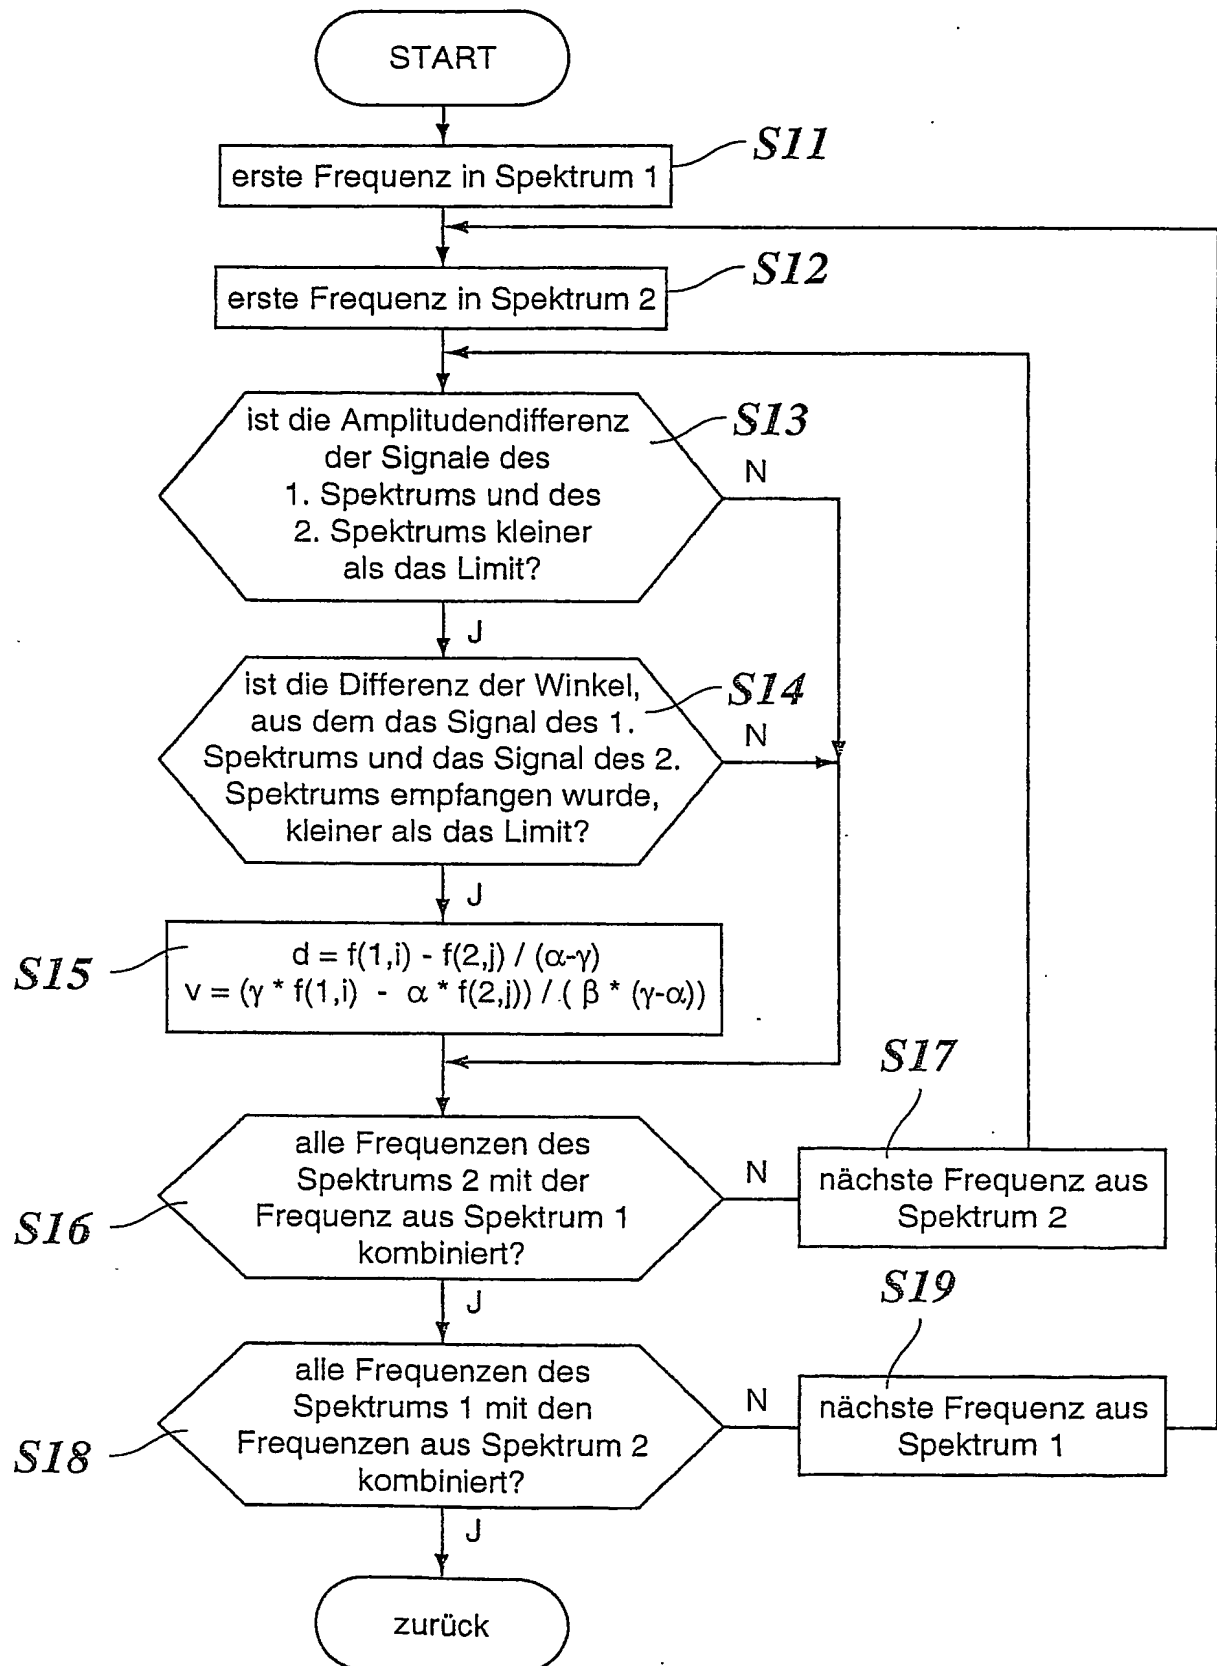 START
S11
erste Frequenz in Spektrum 1
S12
erste Frequenz in Spektrum 2
S13
ist die Amplitudendifferenz
der Signale des
1. Spektrums und des
2. Spektrums kleiner
als das Limit?
N
J
S14
ist die Differenz der Winkel,
aus dem das Signal des 1.
Spektrums und das Signal des 2.
Spektrums empfangen wurde,
kleiner als das Limit?
N
J
S15
d = f(1,i) - f(2,j) / (α-γ)
v = (γ * f(1,i) - α * f(2,j)) / ( β * (γ-α))
S16
alle Frequenzen des
Spektrums 2 mit der
Frequenz aus Spektrum 1
kombiniert?
N
S17
nächste Frequenz aus
Spektrum 2
J
S18
alle Frequenzen des
Spektrums 1 mit den
Frequenzen aus Spektrum 2
kombiniert?
N
S19
nächste Frequenz aus
Spektrum 1
J
zurück